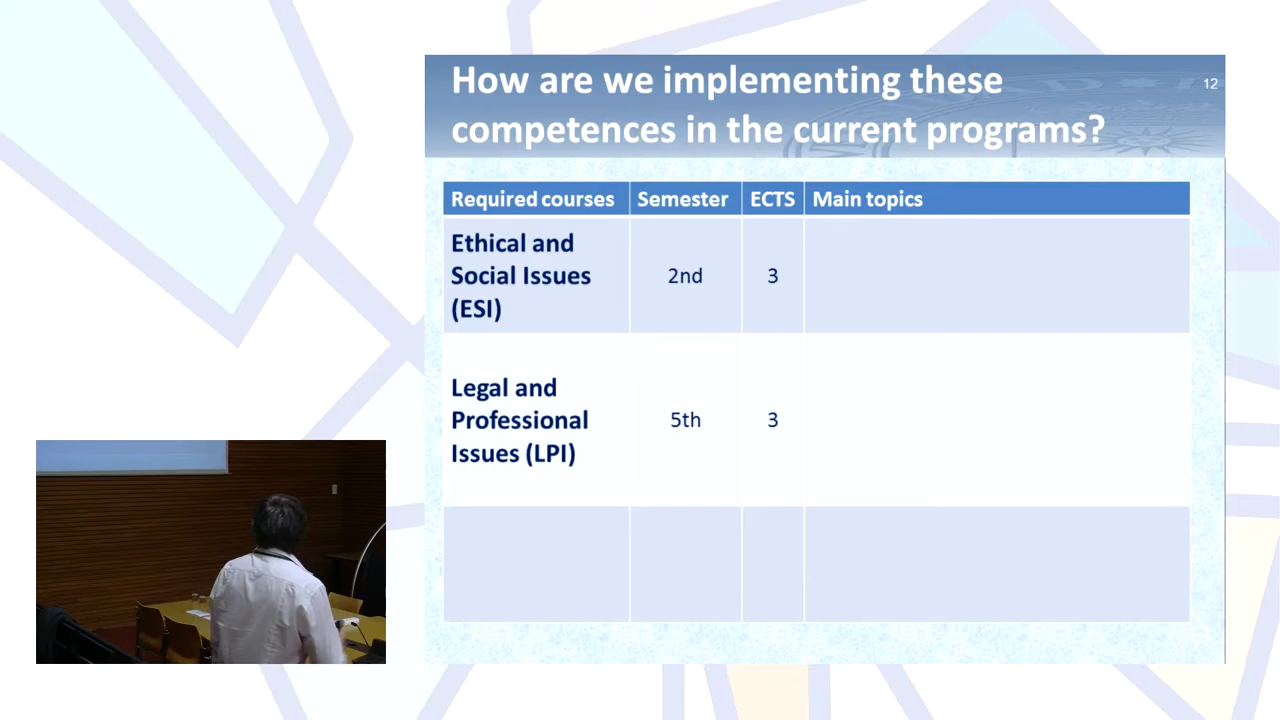 How are we implementing these
competences in the current programs?
12
Required courses Semester ECTS Main topics
Ethical and
Social Issues
(ESI)
2nd
3
Legal and
Professional
Issues (LPI)
5th
3